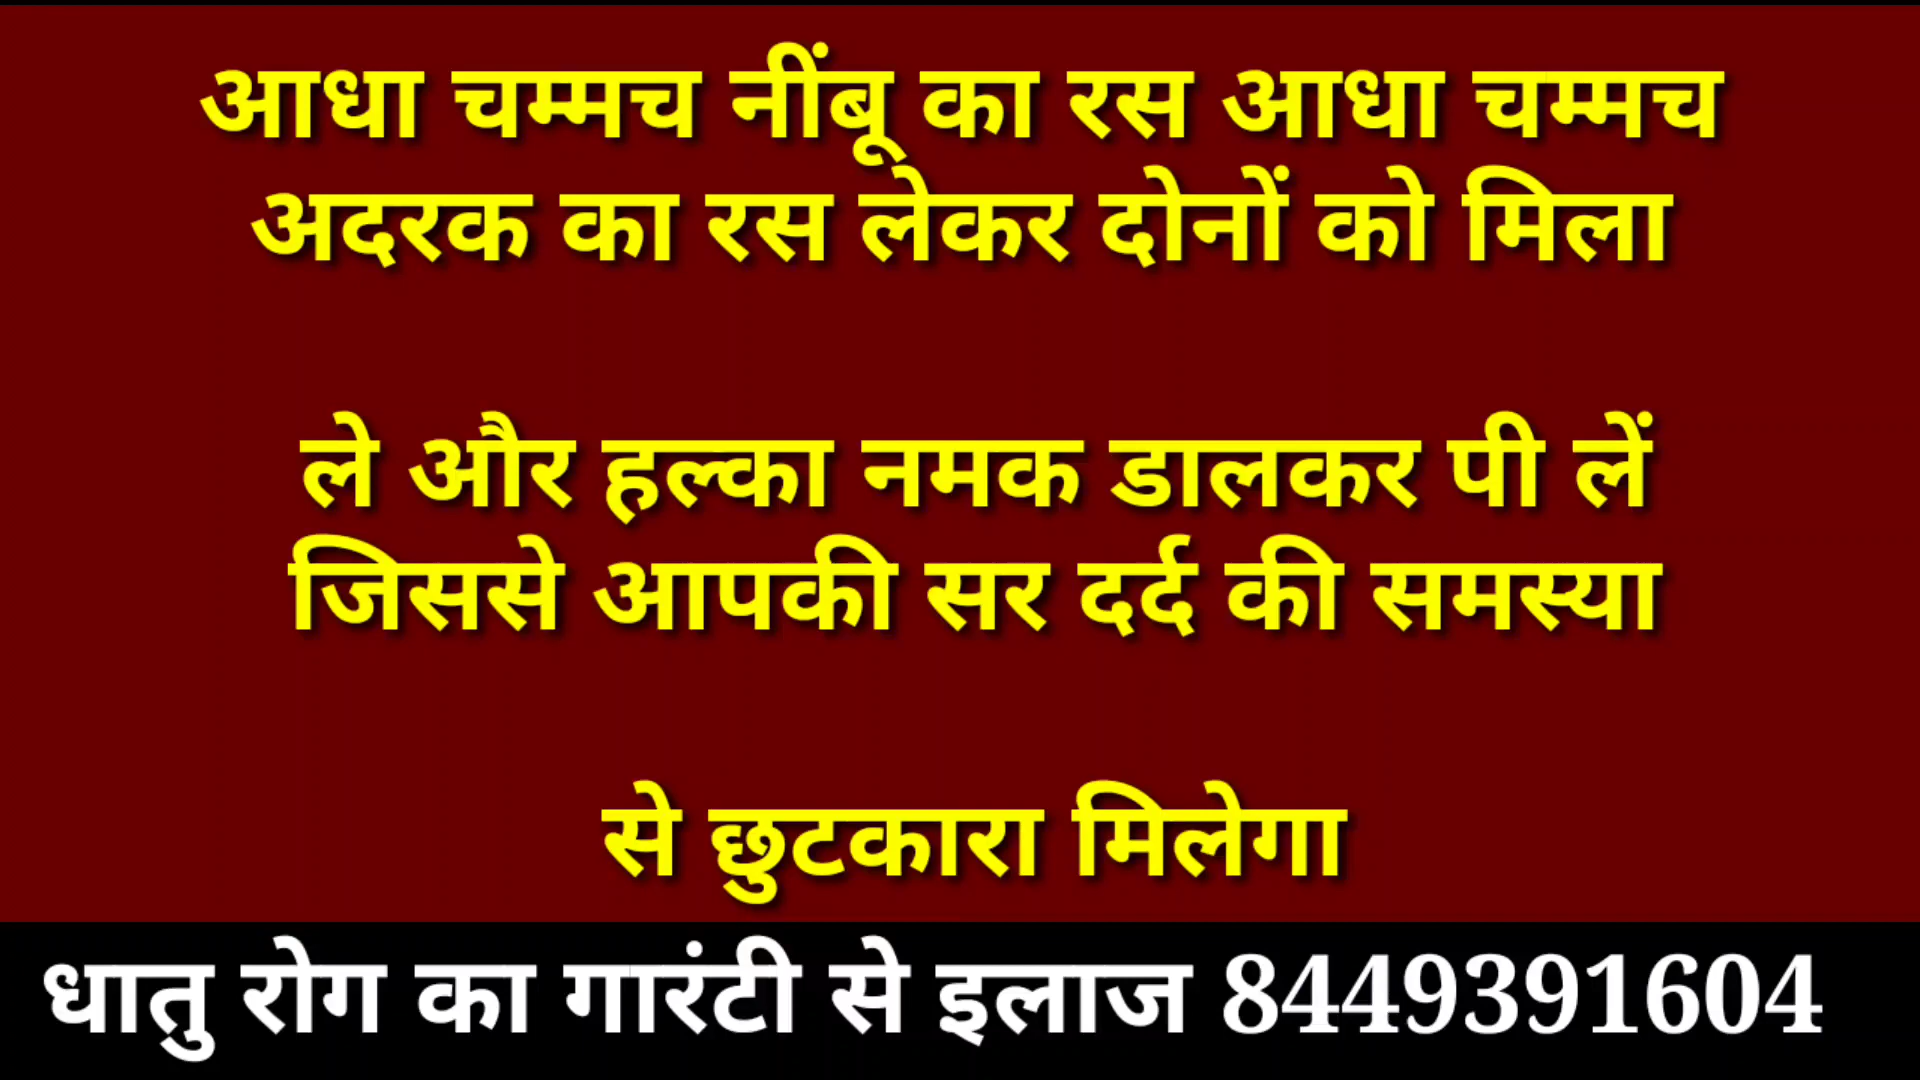 आधा चम्मच नींबू का रस आधा चम्मच
अदरक का रस लेकर दोनों को मिला
ले और हल्का नमक डालकर पी लें
जिससे आपकी सर दर्द की समस्या
से छुटकारा मिलेगा
धातु रोग का गारंटी से इलाज 8449391604